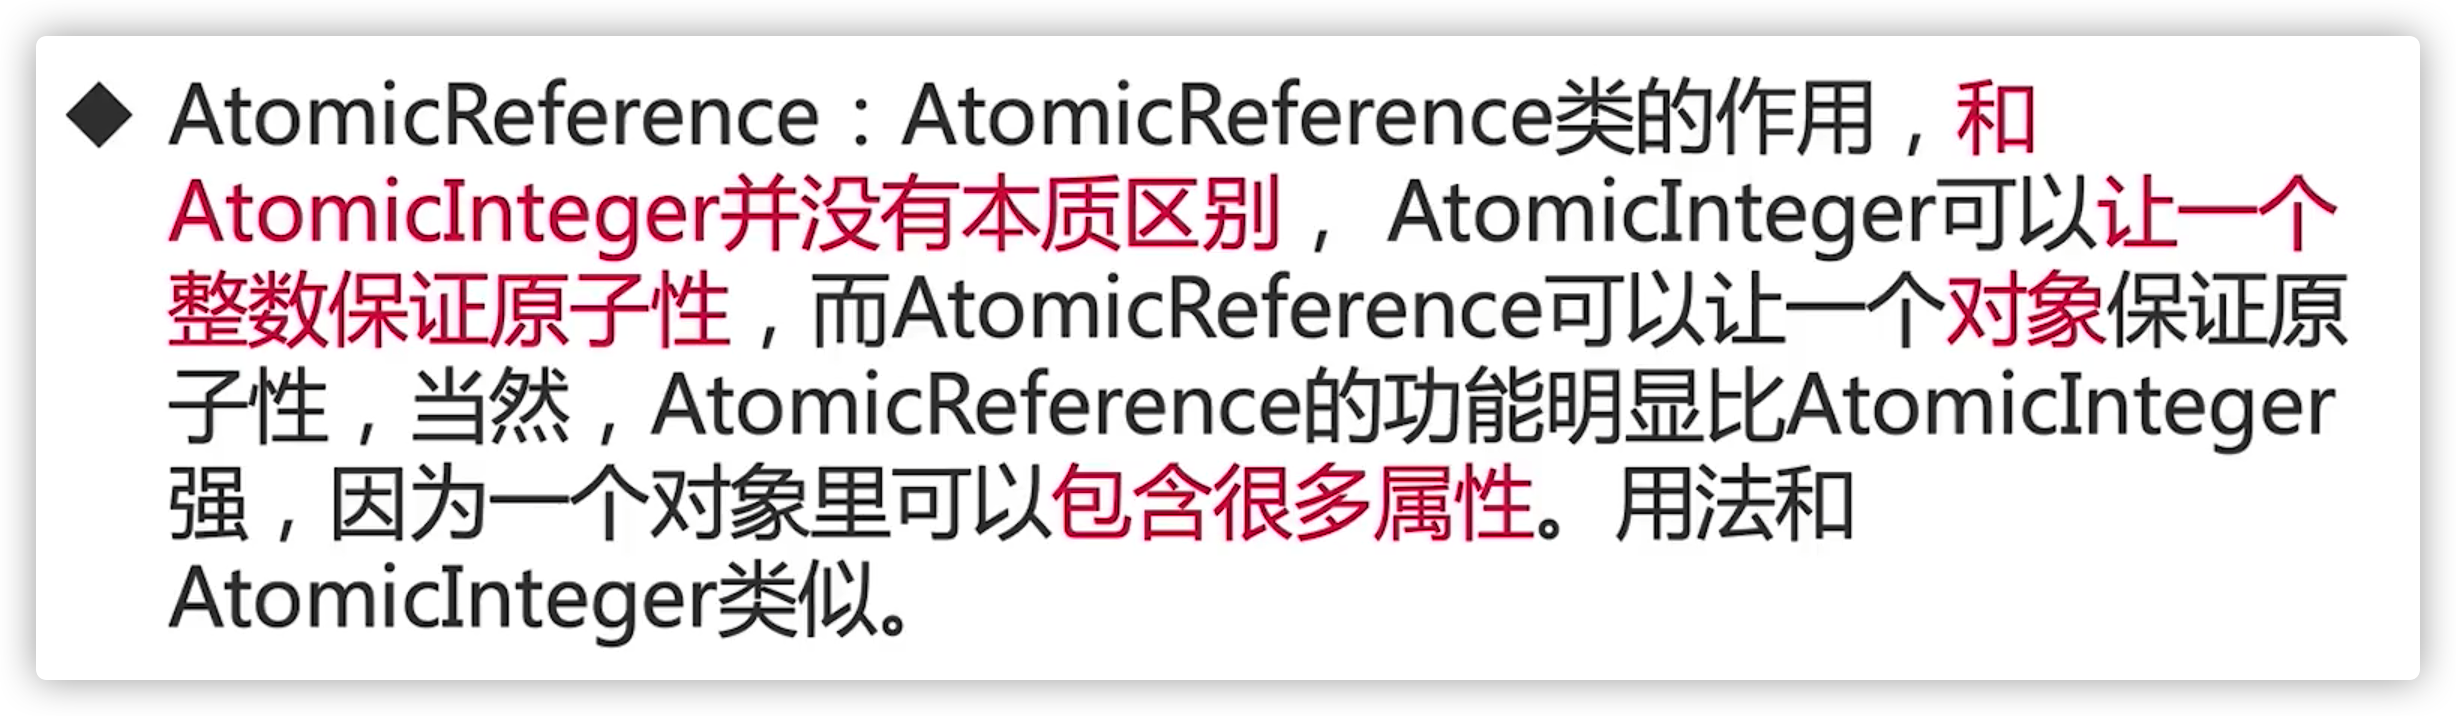 ◆ AtomicReference：AtomicReference类的作用，和
AtomicInteger并没有本质区别， AtomicInteger可以让一个
整数保证原子性，而AtomicReference可以让一个对象保证原
子性，当然，AtomicReference的功能明显比AtomicInteger
强，因为一个对象里可以包含很多属性。用法和
AtomicInteger类似。